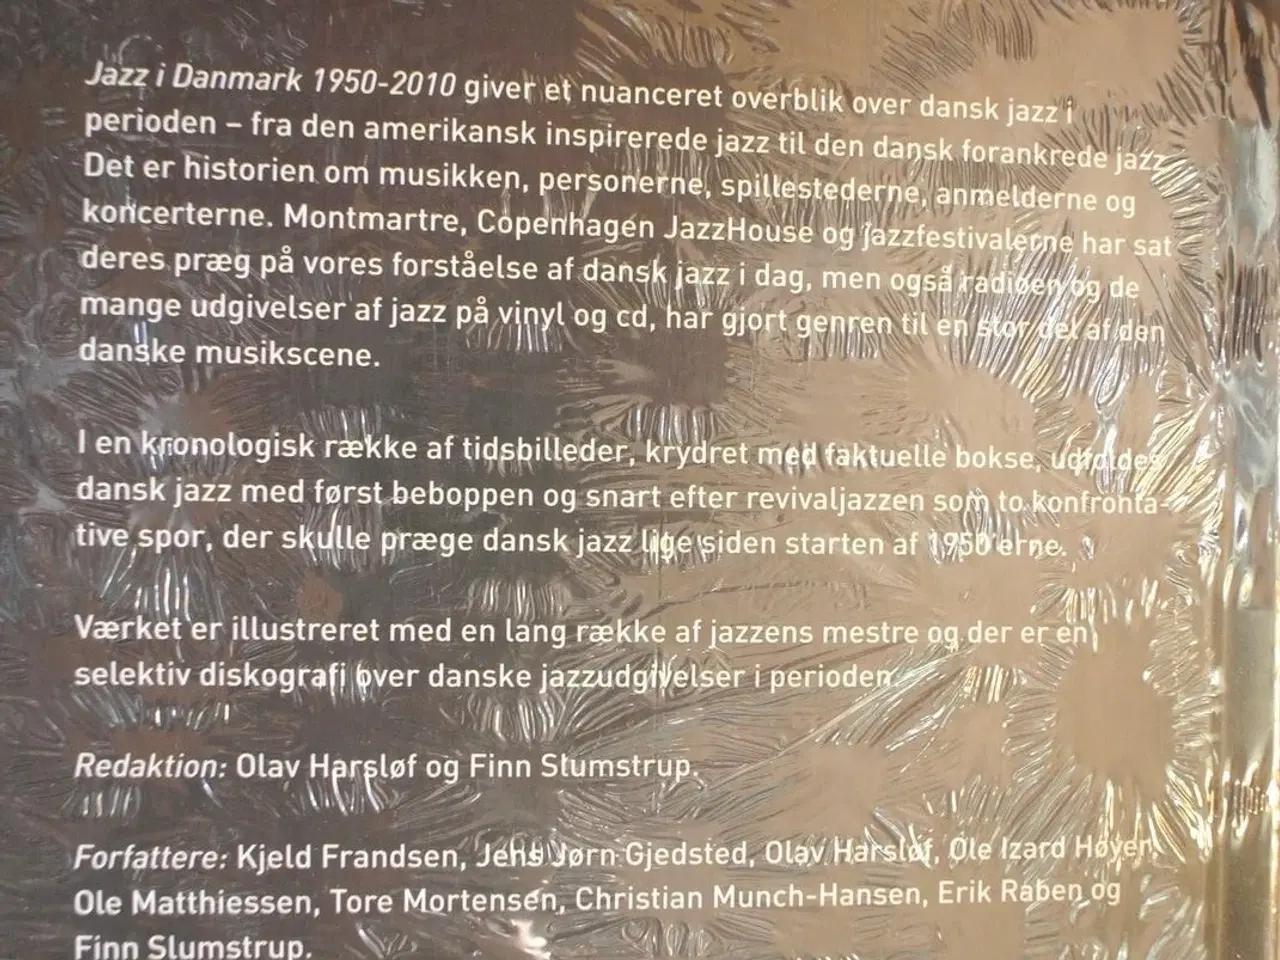 Jazz i Danmark 1950-2010 giver et nuanceret overblik over dansk jazz i
perioden – fra den amerikansk inspirerede jazz til den dansk forankrede jazz.
Det er historien om musikken, personerne, spillestederne, anmelderne og
koncerterne. Montmartre, Copenhagen JazzHouse og jazzfestivalerne har sat
deres præg på vores forståelse af dansk jazz i dag, men også radioen og de
mange udgivelser af jazz på vinyl og cd, har gjort genren til en stor del af den
danske musikscene.
I en kronologisk række af tidsbilleder, krydret med faktuelle bokse, udfoldes
dansk jazz med først beboppen og snart efter revivaljazzen som to konfronta-
tive spor, der skulle præge dansk jazz lige siden starten af 1950'erne.
Værket er illustreret med en lang række af jazzens mestre og der er en
selektiv diskografi over danske jazzudgivelser i perioden.
Redaktion: Olav Harsløf og Finn Slumstrup.
Forfattere: Kjeld Frandsen, Jens Jørn Gjedsted, Olav Harsløf, Ole Izard Høyer,
Ole Matthiessen, Tore Mortensen, Christian Munch-Hansen, Erik Raben og
Finn Slumstrup.